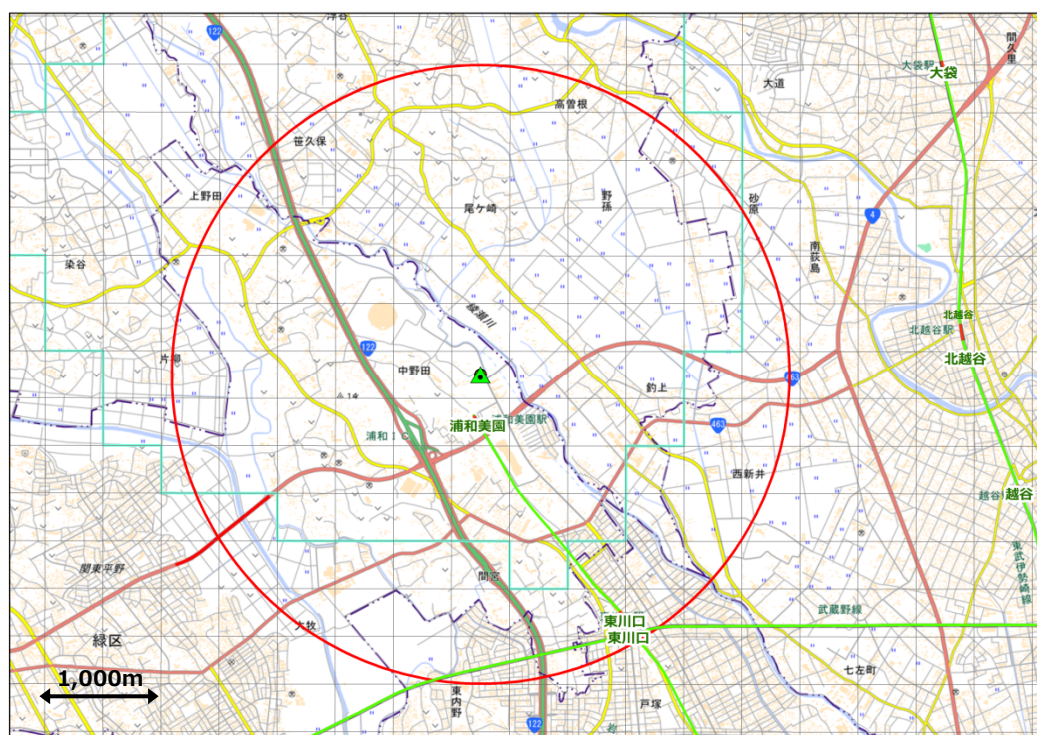 浮谷
122
間久里
大袋駅
大袋
大道
高曽根
笹久保
上野田
尾ケ崎
野孫
砂原
4
南荻島
染谷
綾瀬川
北越谷
北越谷駅
北越谷
122
片柳
中野田
釣上
463
浦和美園駅
浦和美園
463
浦和IC
西新井
越谷
関東平野
東武伊勢崎線
間宮
武蔵野線
大牧
東川口
東川口
緑区
七左町
1,000m
東内野
戸塚
122